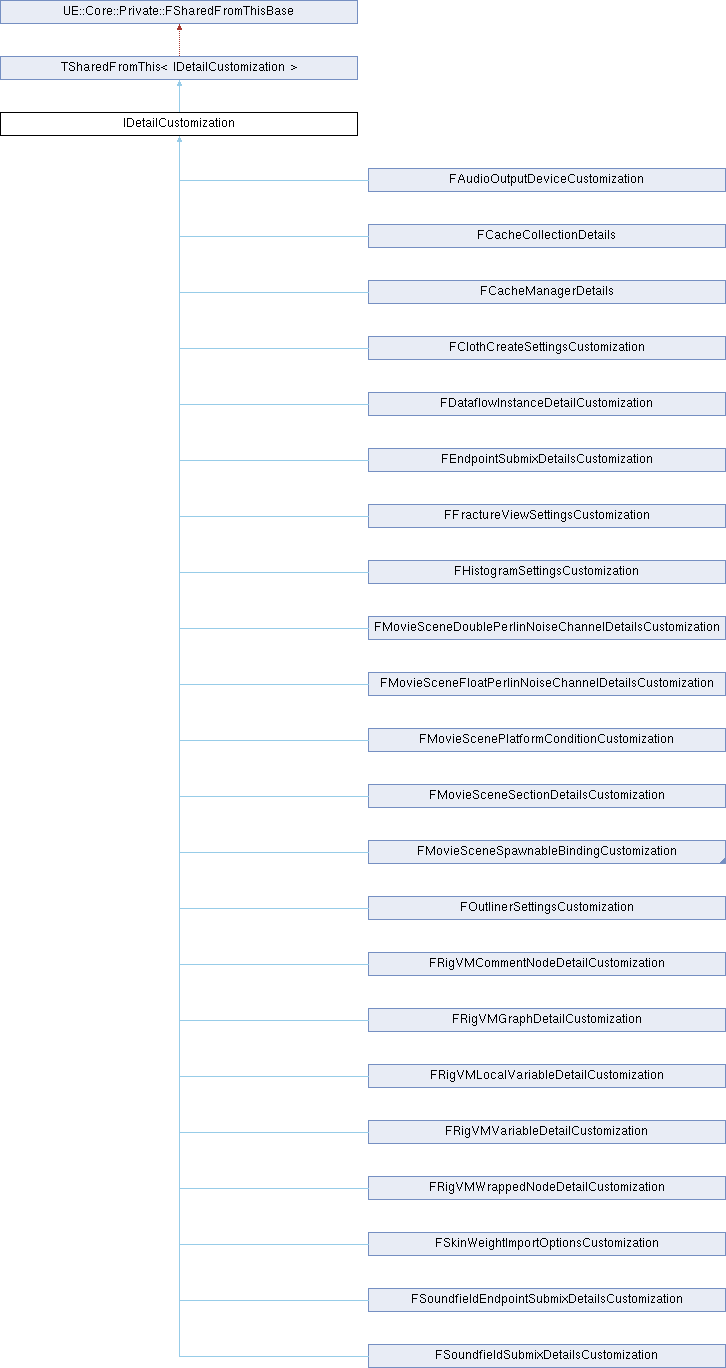 UE::Core::Private::FSharedFromThisBase
TSharedFromThis< IDetailCustomization >
IDetailCustomization
FAudioOutputDeviceCustomization
FCacheCollectionDetails
FCacheManagerDetails
FClothCreateSettingsCustomization
FDataflowInstanceDetailCustomization
FEndpointSubmixDetailsCustomization
FFractureViewSettingsCustomization
FHistogramSettingsCustomization
FMovieSceneDoublePerlinNoiseChannelDetailsCustomization
FMovieSceneFloatPerlinNoiseChannelDetailsCustomization
FMovieScenePlatformConditionCustomization
FMovieSceneSectionDetailsCustomization
FMovieSceneSpawnableBindingCustomization
FOutlinerSettingsCustomization
FRigVMCommentNodeDetailCustomization
FRigVMGraphDetailCustomization
FRigVMLocalVariableDetailCustomization
FRigVMVariableDetailCustomization
FRigVMWrappedNodeDetailCustomization
FSkinWeightImportOptionsCustomization
FSoundfieldEndpointSubmixDetailsCustomization
FSoundfieldSubmixDetailsCustomization